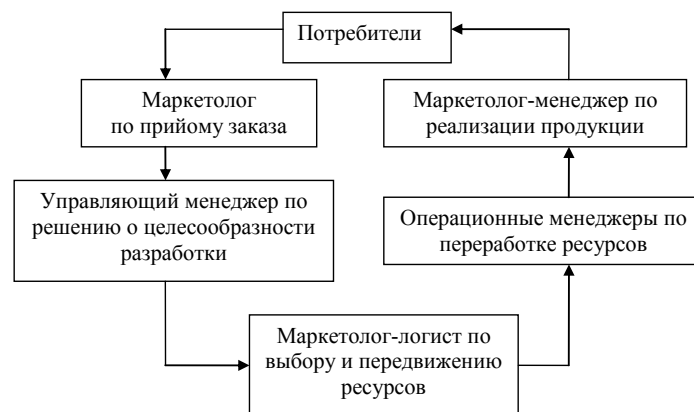 Потребители
Маркетолог
по прийому заказа
Маркетолог-менеджер по
реализации продукции
Управляющий менеджер по
решению о целесообразности
разработки
Операционные менеджеры по
переработке ресурсов
Маркетолог-логист по
выбору и передвижению
ресурсов